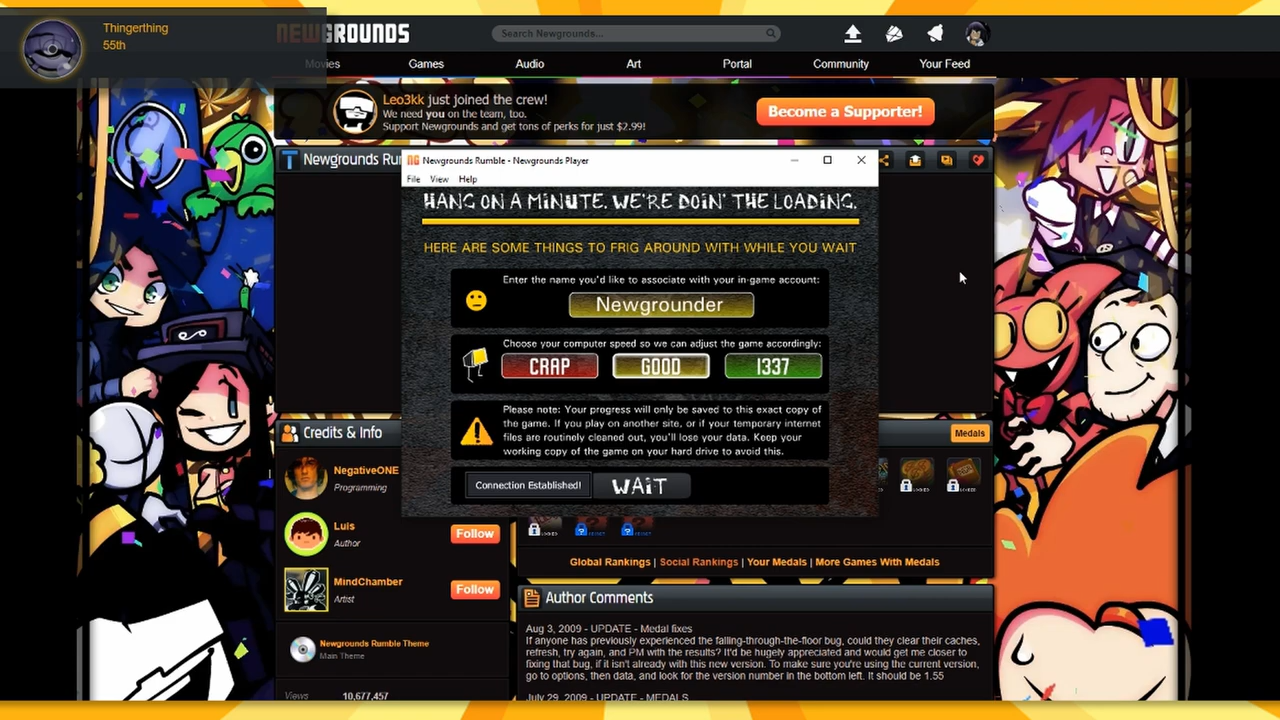 Thingerthing
55th
NEWGROUNDS
Search Newgrounds...
Movies
Games
Audio
Art
Portal
Community
Your Feed
Leo3kk just joined the crew!
We need you on the team, too.
Support Newgrounds and get tons of perks for just $2.99!
Become a Supporter!
T
Newgrounds Ru
NG
Newgrounds Rumble - Newgrounds Player
File
View
Help
HANG ON A MINUTE. WE'RE DOIN' THE LOADING.
HERE ARE SOME THINGS TO FRIG AROUND WITH WHILE YOU WAIT
Enter the name you'd like to associate with your in-game account:
Newgrounder
Choose your computer speed so we can adjust the game accordingly:
CRAP
GOOD
1337
Please note: Your progress will only be saved to this exact copy of
the game. If you play on another site, or if your temporary internet
files are routinely cleaned out, you'll lose your data. Keep your
working copy of the game on your hard drive to avoid this.
Connection Established!
WAIT
Credits & Info
Medals
NegativeONE
Programming
Luis
Author
Follow
MindChamber
Artist
Follow
Newgrounds Rumble Theme
Main Theme
Views
10,677,457
LOCKED
LOCKED
LOCKED
SECRET
SECRET
Global Rankings | Social Rankings | Your Medals | More Games With Medals
Author Comments
Aug 3, 2009 - UPDATE - Medal fixes
If anyone has previously experienced the falling-through-the-floor bug, could they clear their caches,
refresh, try again, and PM with the results? It'd be hugely appreciated and would get me closer to
fixing that bug, if it isn't already with this new version. To make sure you're using the current version,
go to options, then data, and look for the version number in the bottom left. It should be 1.55
July 29, 2009 - UPDATE - MEDALS